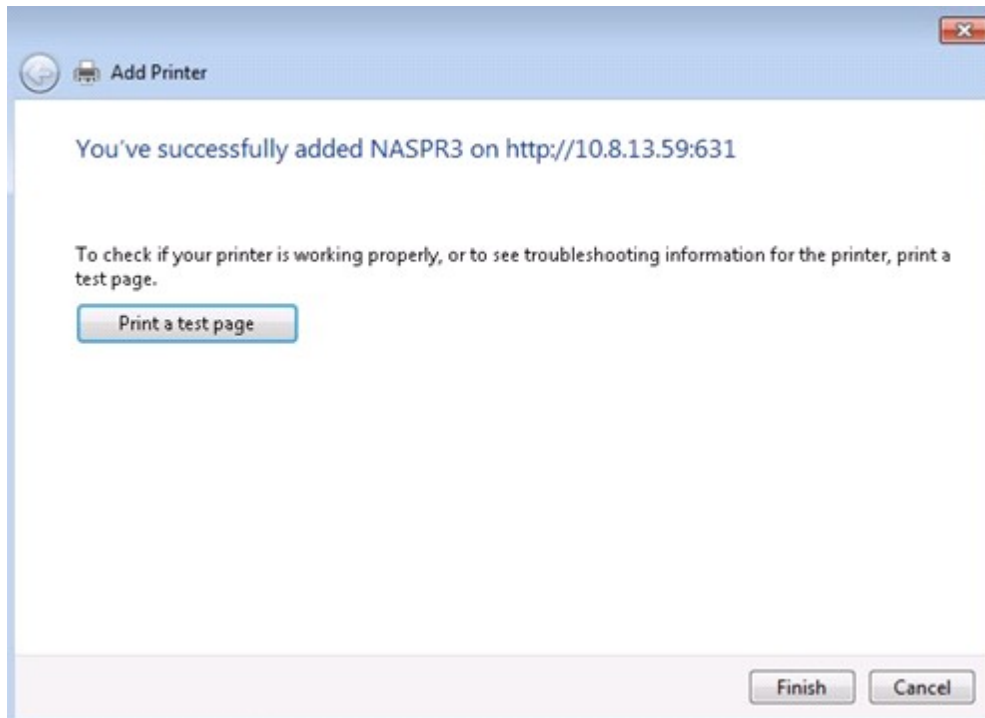 Add Printer
You've successfully added NASPR3 on http://10.8.13.59:631
To check if your printer is working properly, or to see troubleshooting information for the printer, print a
test page.
Print a test page
Finish
Cancel